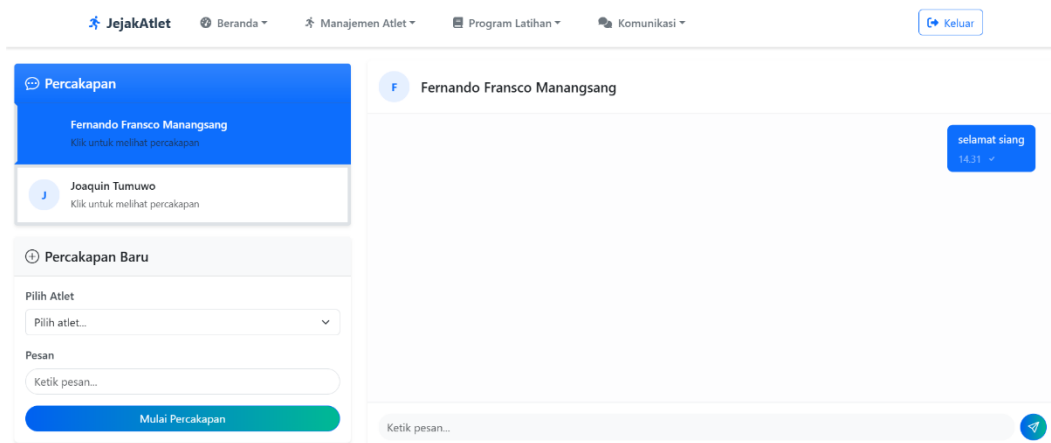 JejakAtlet
Beranda
Manajemen Atlet
Program Latihan
Komunikasi
Keluar
Percakapan
Fernando Fransco Manangsang
Klik untuk melihat percakapan
J
Joaquin Tumuwo
Klik untuk melihat percakapan
Percakapan Baru
Pilih Atlet
Pilih atlet...
Pesan
Ketik pesan...
Mulai Percakapan
F
Fernando Fransco Manangsang
selamat siang
14.31
Ketik pesan...